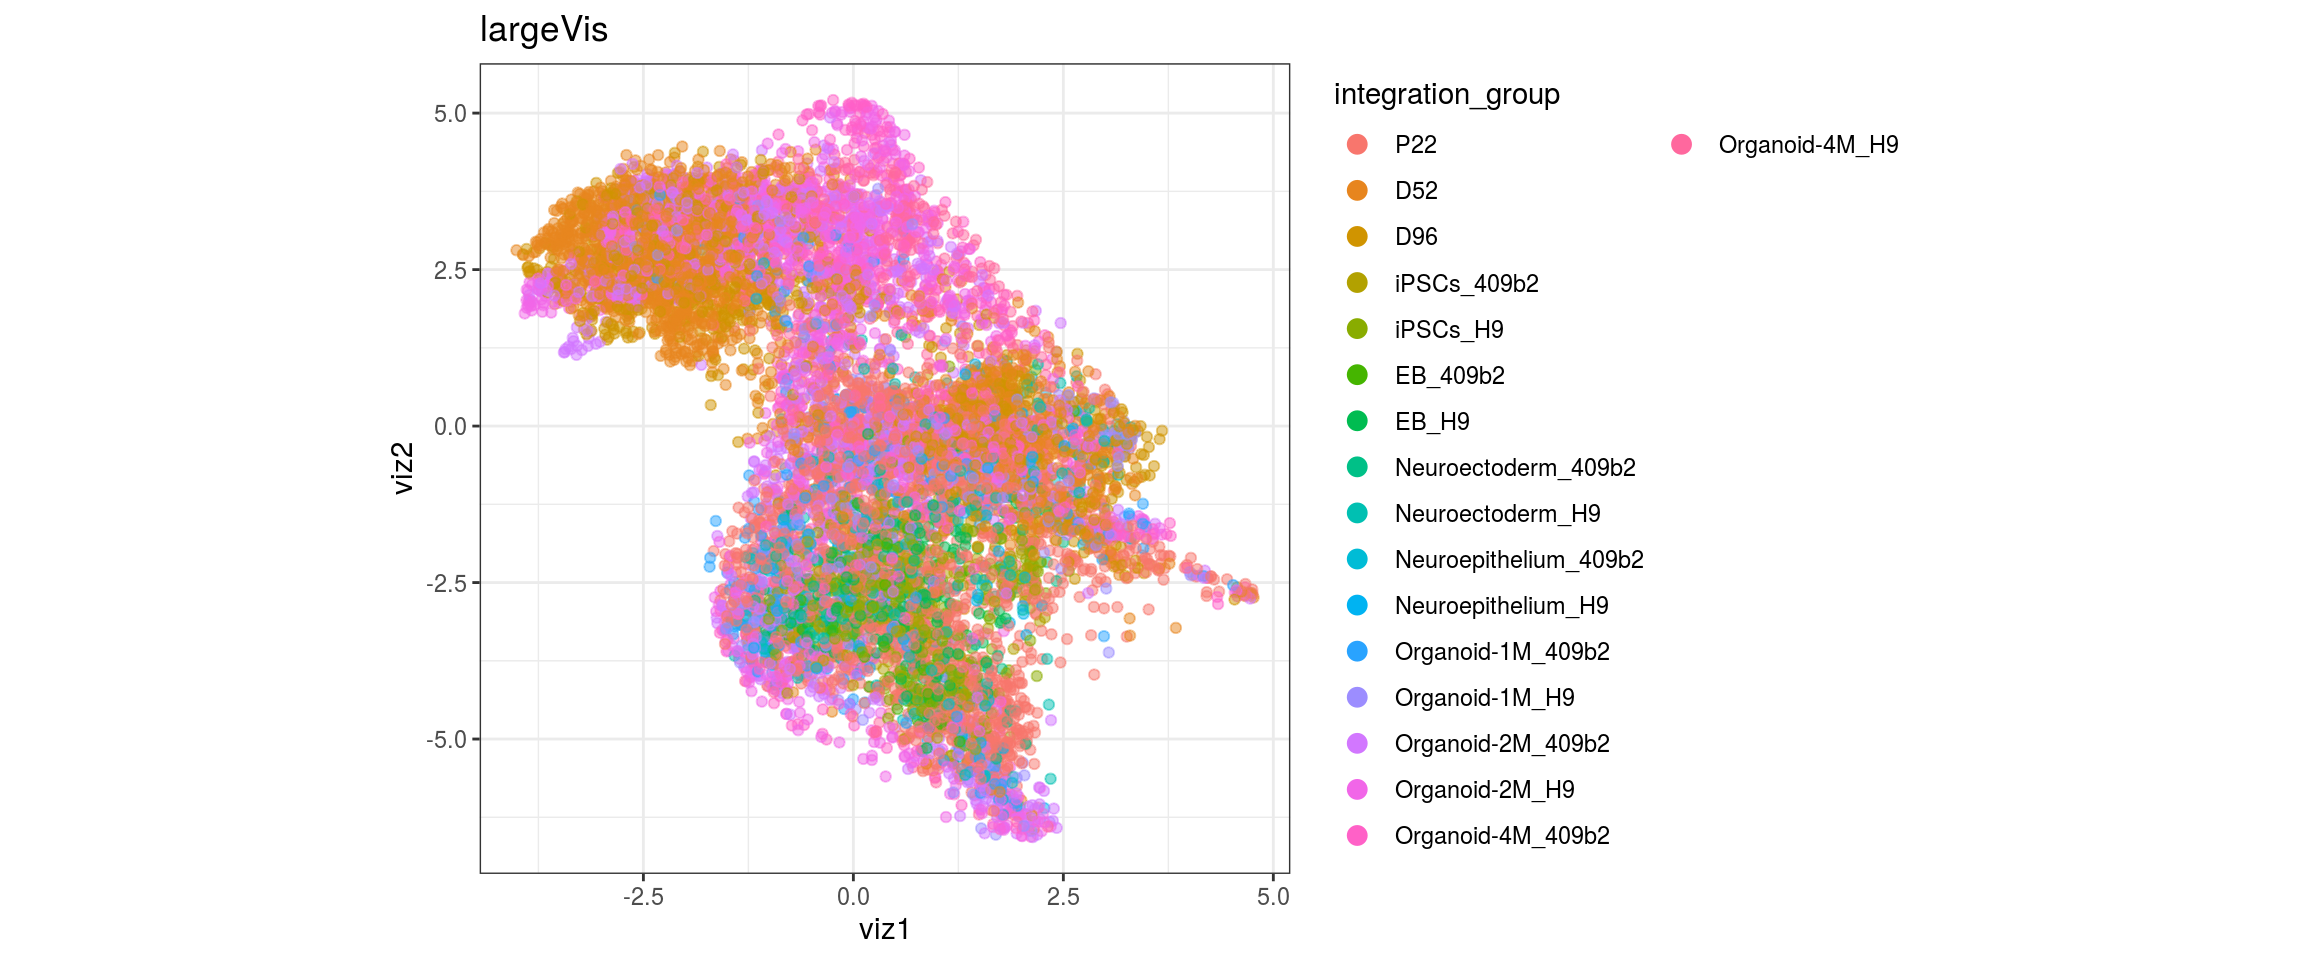 largeVis
5.0
2.5
0.0
-2.5
-5.0
viz2
-2.5
0.0
2.5
5.0
viz1
integration_group
P22
D52
D96
iPSCs_409b2
iPSCs_H9
EB_409b2
EB_H9
Neuroectoderm_409b2
Neuroectoderm_H9
Neuroepithelium_409b2
Neuroepithelium_H9
Organoid-1M_409b2
Organoid-1M_H9
Organoid-2M_409b2
Organoid-2M_H9
Organoid-4M_409b2
Organoid-4M_H9